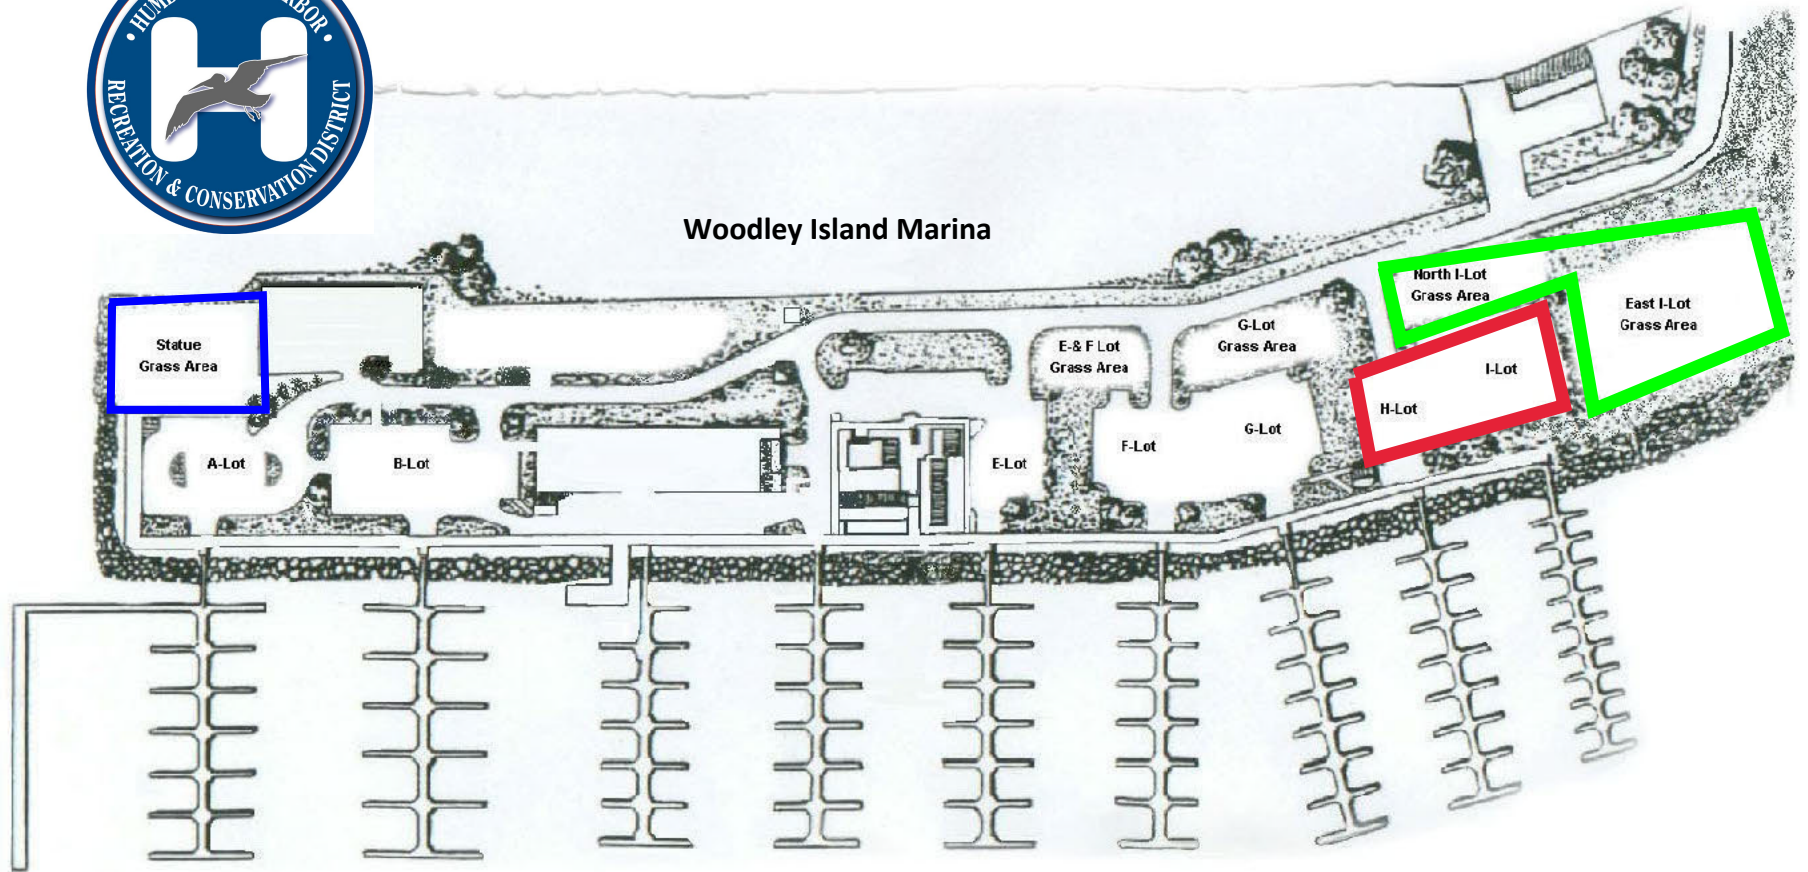 • HUMBOLDT BAY HARBOR •
RECREATION & CONSERVATION DISTRICT
Woodley Island Marina
North I-Lot
Grass Area
East I-Lot
Grass Area
Statue
Grass Area
E-& F Lot
Grass Area
G-Lot
Grass Area
I-Lot
H-Lot
A-Lot
B-Lot
E-Lot
F-Lot
G-Lot